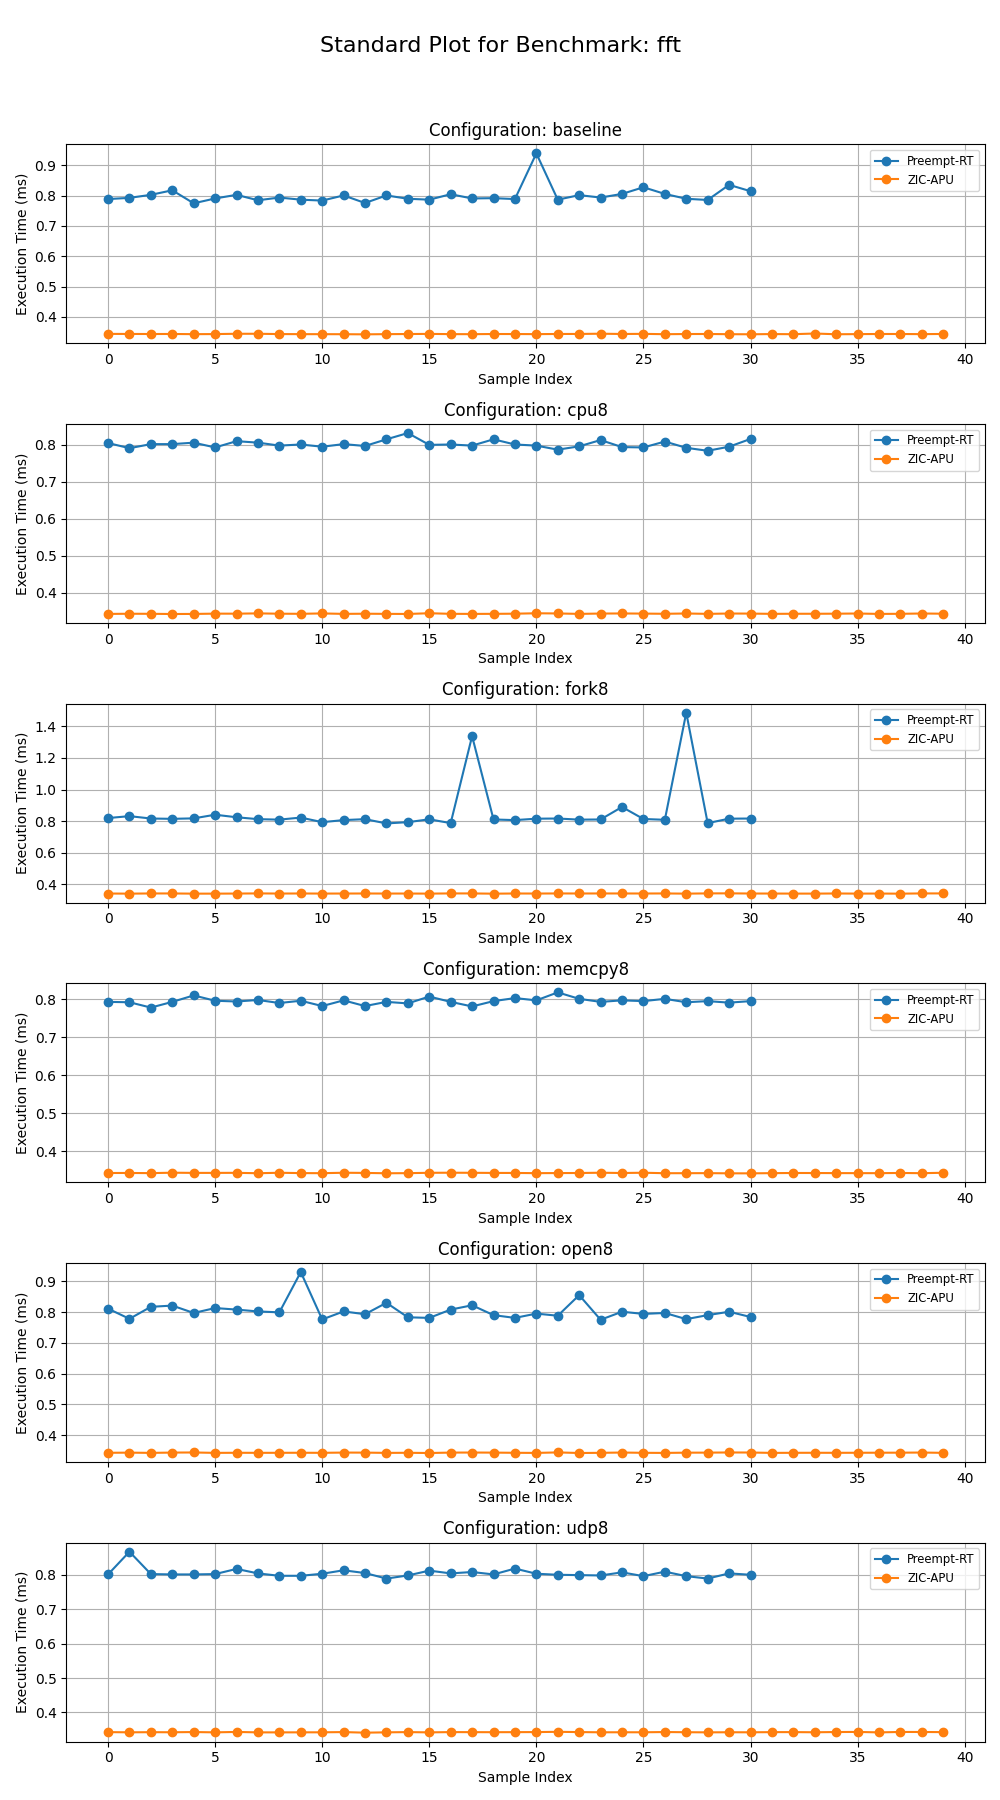 Standard Plot for Benchmark: fft
Configuration: baseline
Execution Time (ms)
0.9
0.8
0.7
0.6
0.5
0.4
Preempt-RT
ZIC-APU
0 5 10 15 20 25 30 35 40
Sample Index
Configuration: cpu8
Execution Time (ms)
0.8
0.7
0.6
0.5
0.4
Preempt-RT
ZIC-APU
0 5 10 15 20 25 30 35 40
Sample Index
Configuration: fork8
Execution Time (ms)
1.4
1.2
1.0
0.8
0.6
0.4
Preempt-RT
ZIC-APU
0 5 10 15 20 25 30 35 40
Sample Index
Configuration: memcpy8
Execution Time (ms)
0.8
0.7
0.6
0.5
0.4
Preempt-RT
ZIC-APU
0 5 10 15 20 25 30 35 40
Sample Index
Configuration: open8
Execution Time (ms)
0.9
0.8
0.7
0.6
0.5
0.4
Preempt-RT
ZIC-APU
0 5 10 15 20 25 30 35 40
Sample Index
Configuration: udp8
Execution Time (ms)
0.8
0.7
0.6
0.5
0.4
Preempt-RT
ZIC-APU
0 5 10 15 20 25 30 35 40
Sample Index